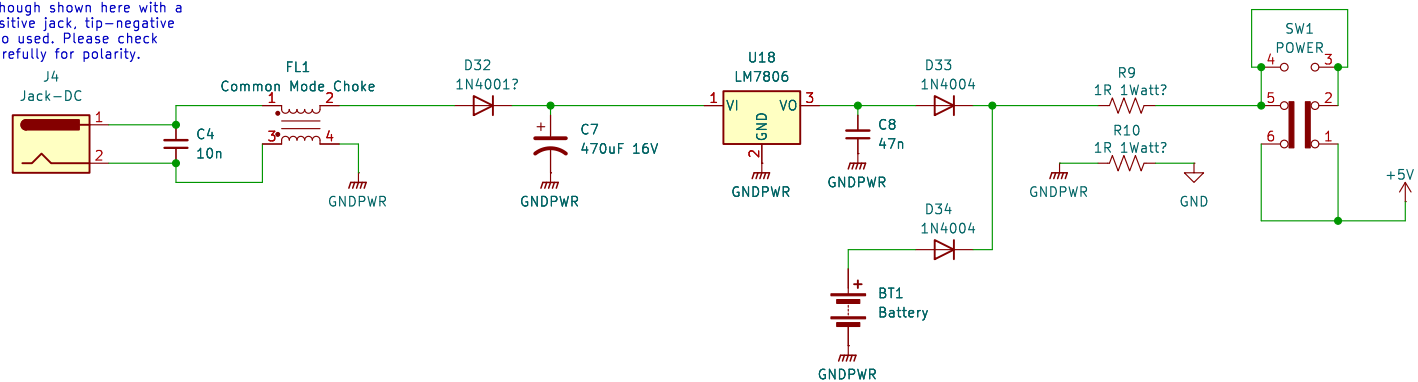 hough shown here with a
sitive jack, tip-negative
o used. Please check
refully for polarity.
J4
Jack-DC
1
2
C4
10n
FL1
Common Mode Choke
1
2
3
4
GNDPWR
D32
1N4001?
+
C7
470uF 16V
GNDPWR
U18
LM7806
1
VI
VO
3
GND
2
GNDPWR
C8
47n
GNDPWR
D33
1N4004
D34
1N4004
+
BT1
Battery
GNDPWR
R9
1R 1Watt?
R10
1R 1Watt?
GNDPWR
GND
SW1
POWER
4
3
5
2
6
1
+5V